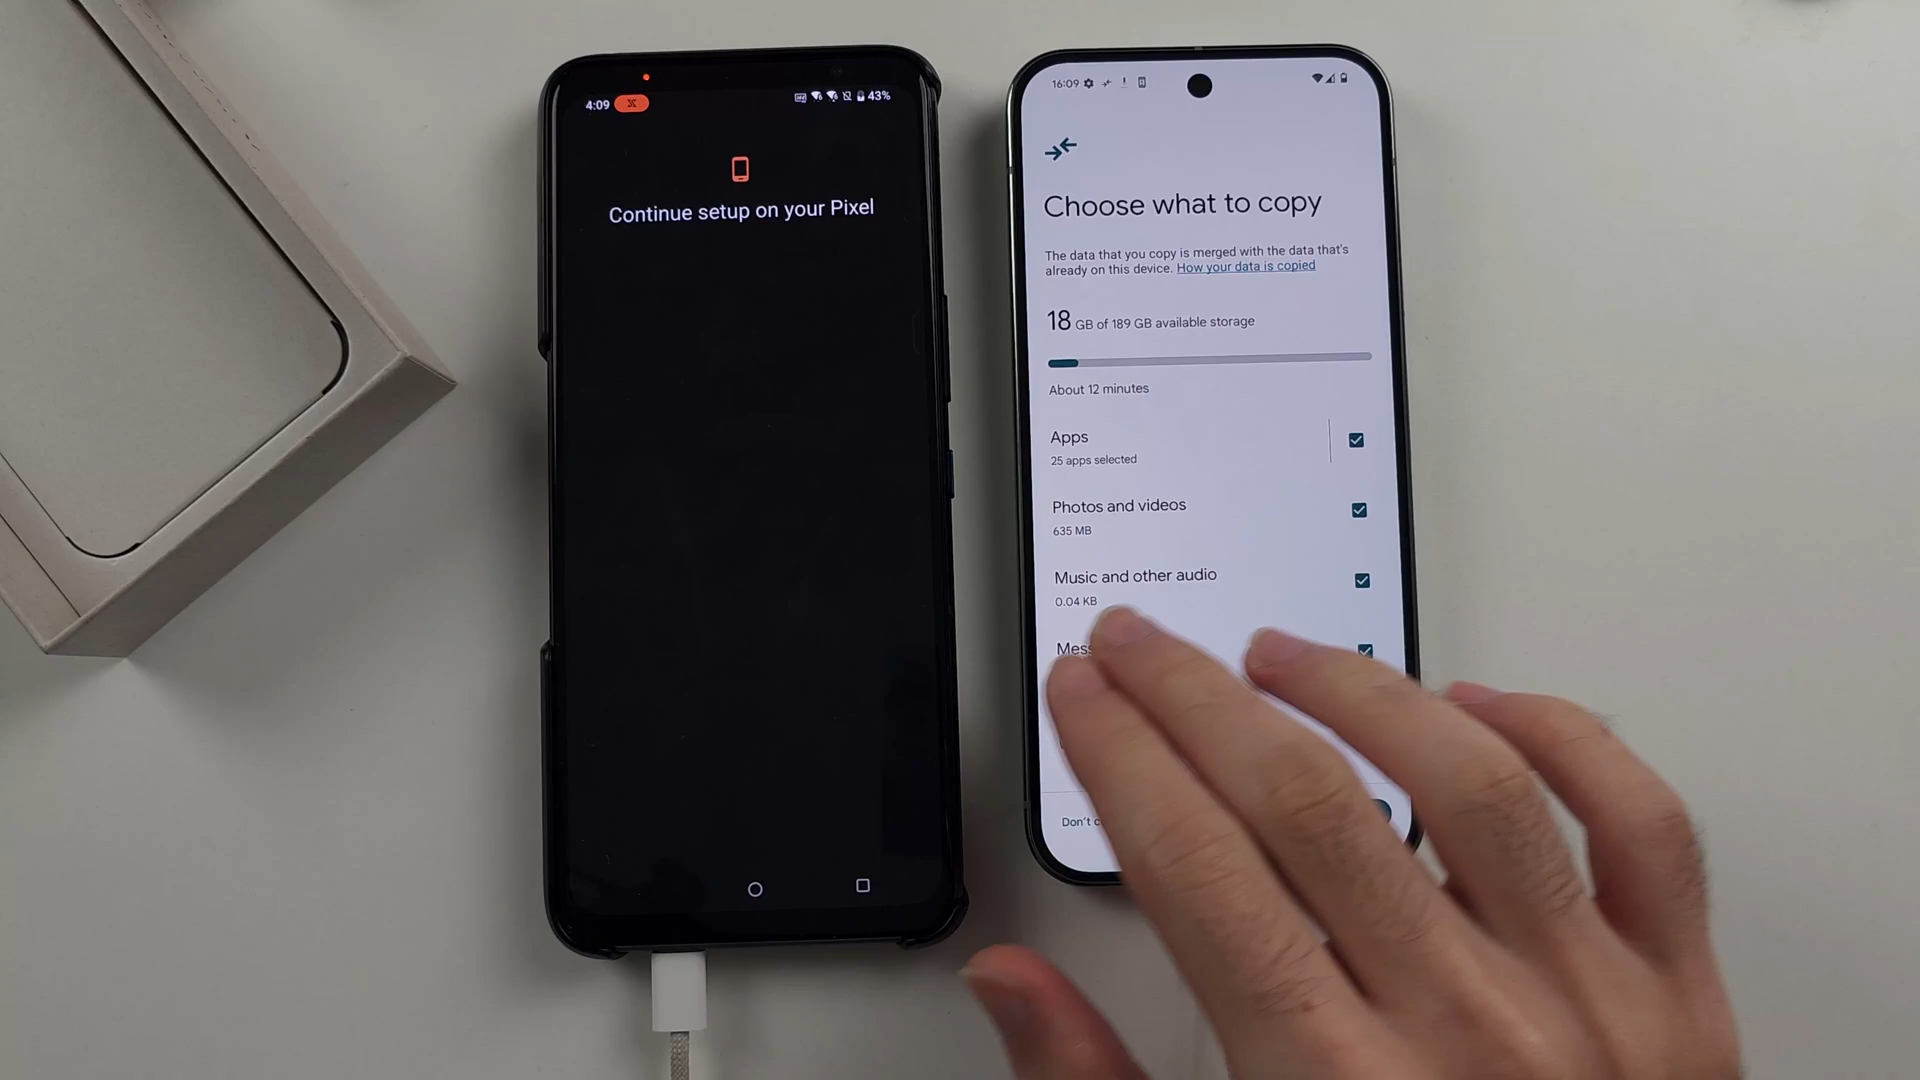 4:09
43%
Continue setup on your Pixel
16:09
Choose what to copy
The data that you copy is merged with the data that's
already on this device. How your data is copied
18 GB of 189 GB available storage
About 12 minutes
Apps
25 apps selected
Photos and videos
635 MB
Music and other audio
0.04 KB
Mess
Don't c